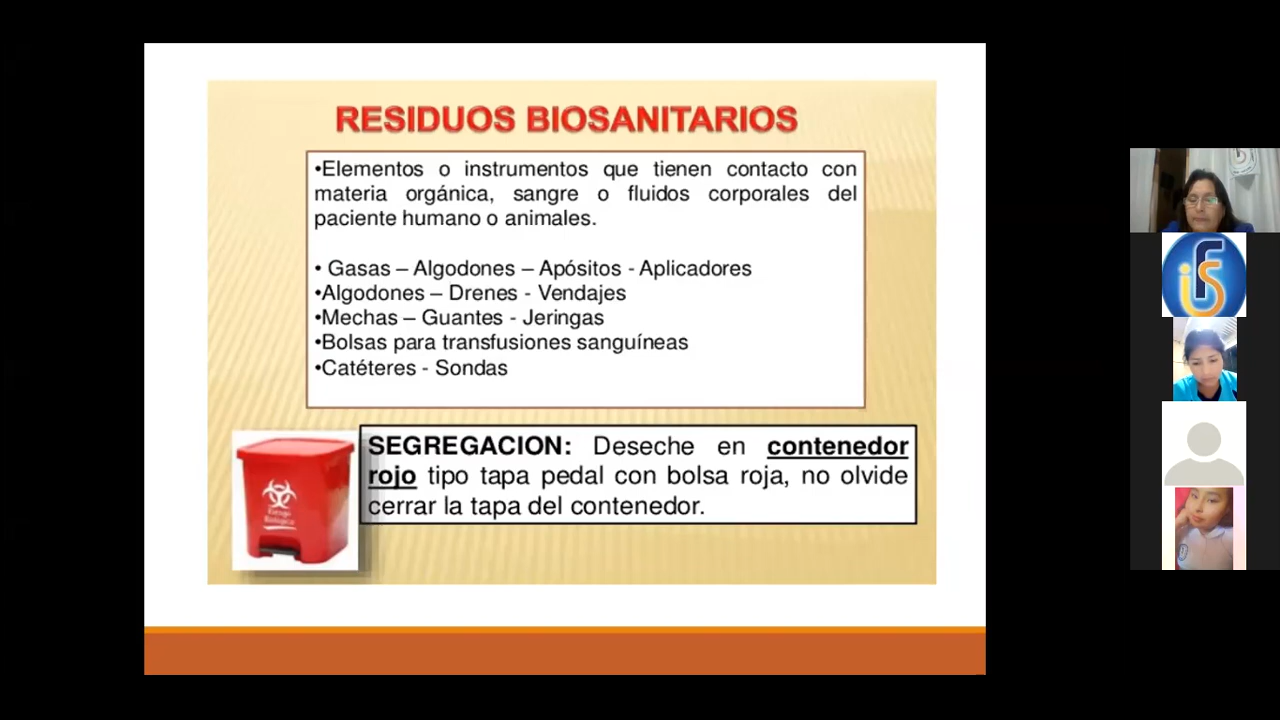 RESIDUOS BIOSANITARIOS
•Elementos o instrumentos que tienen contacto con
materia orgánica, sangre o fluidos corporales del
paciente humano o animales.
• Gasas – Algodones – Apósitos - Aplicadores
•Algodones – Drenes - Vendajes
•Mechas – Guantes - Jeringas
•Bolsas para transfusiones sanguíneas
•Catéteres - Sondas
SEGREGACION: Deseche en contenedor
rojo tipo tapa pedal con bolsa roja, no olvide
cerrar la tapa del contenedor.
Riesgo
Biológico